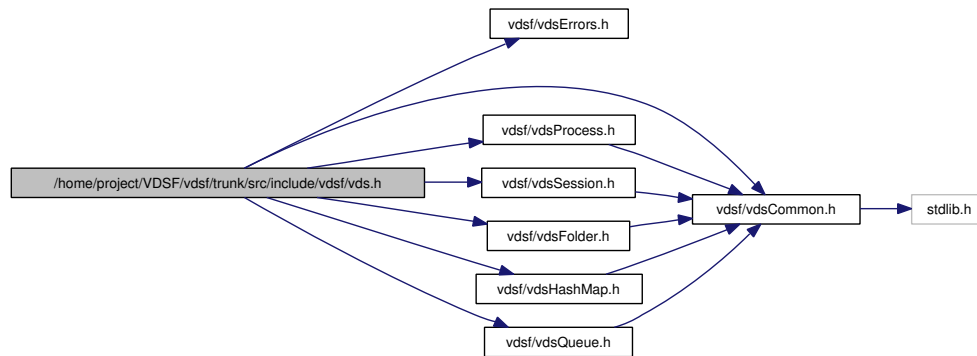 vdsf/vdsErrors.h
vdsf/vdsProcess.h
/home/project/VDSF/vdsf/trunk/src/include/vdsf/vds.h
vdsf/vdsSession.h
vdsf/vdsCommon.h
stdlib.h
vdsf/vdsFolder.h
vdsf/vdsHashMap.h
vdsf/vdsQueue.h